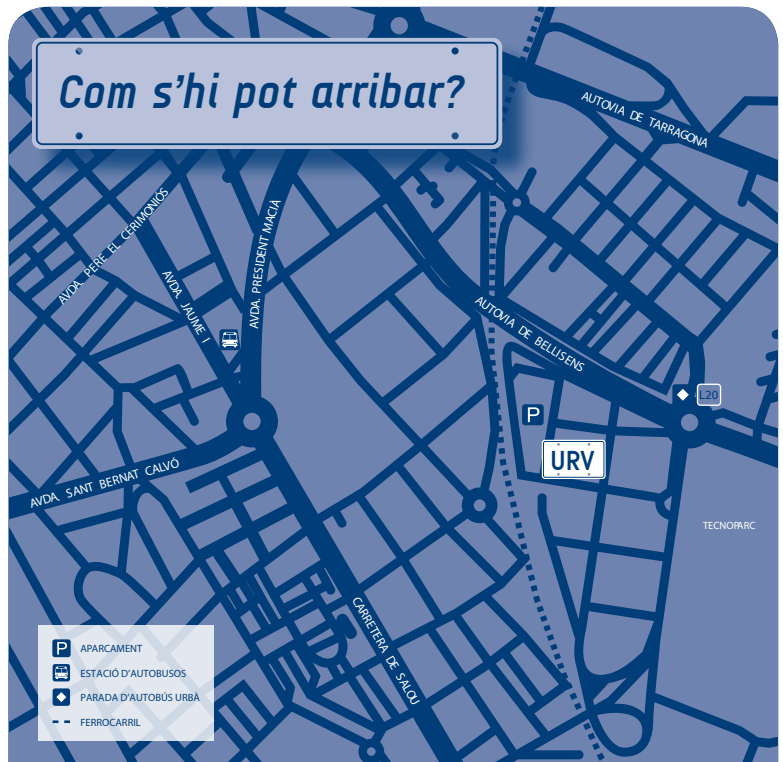 Com s'hi pot arribar?
AUTOVIA DE TARRAGONA
AVDA. PERE EL CERIMONIÓS
AVDA. JAUME I
AVDA. PRESIDENT MACIÀ
AUTOVIA DE BELLISENS
L20
P
URV
AVDA. SANT BERNAT CALVÓ
TECNOPARC
CARRETERA DE SALOU
P APARCAMENT
ESTACIÓ D'AUTOBUSOS
PARADA D'AUTOBÚS URBÀ
FERROCARRIL